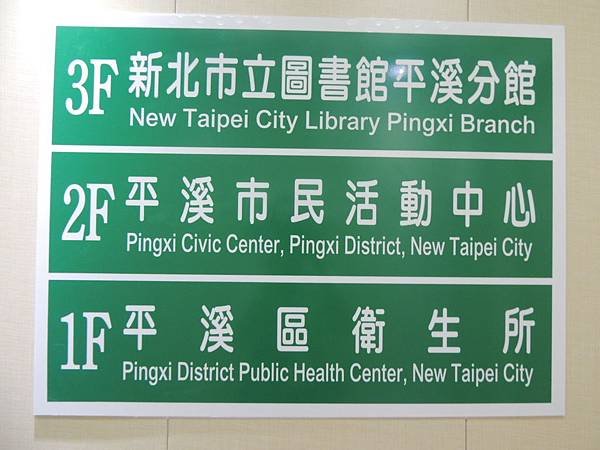 3F 新北市立圖書館平溪分館
New Taipei City Library Pingxi Branch
2F 平溪市民活動中心
Pingxi Civic Center, Pingxi District, New Taipei City
1F 平溪區衛生所
Pingxi District Public Health Center, New Taipei City